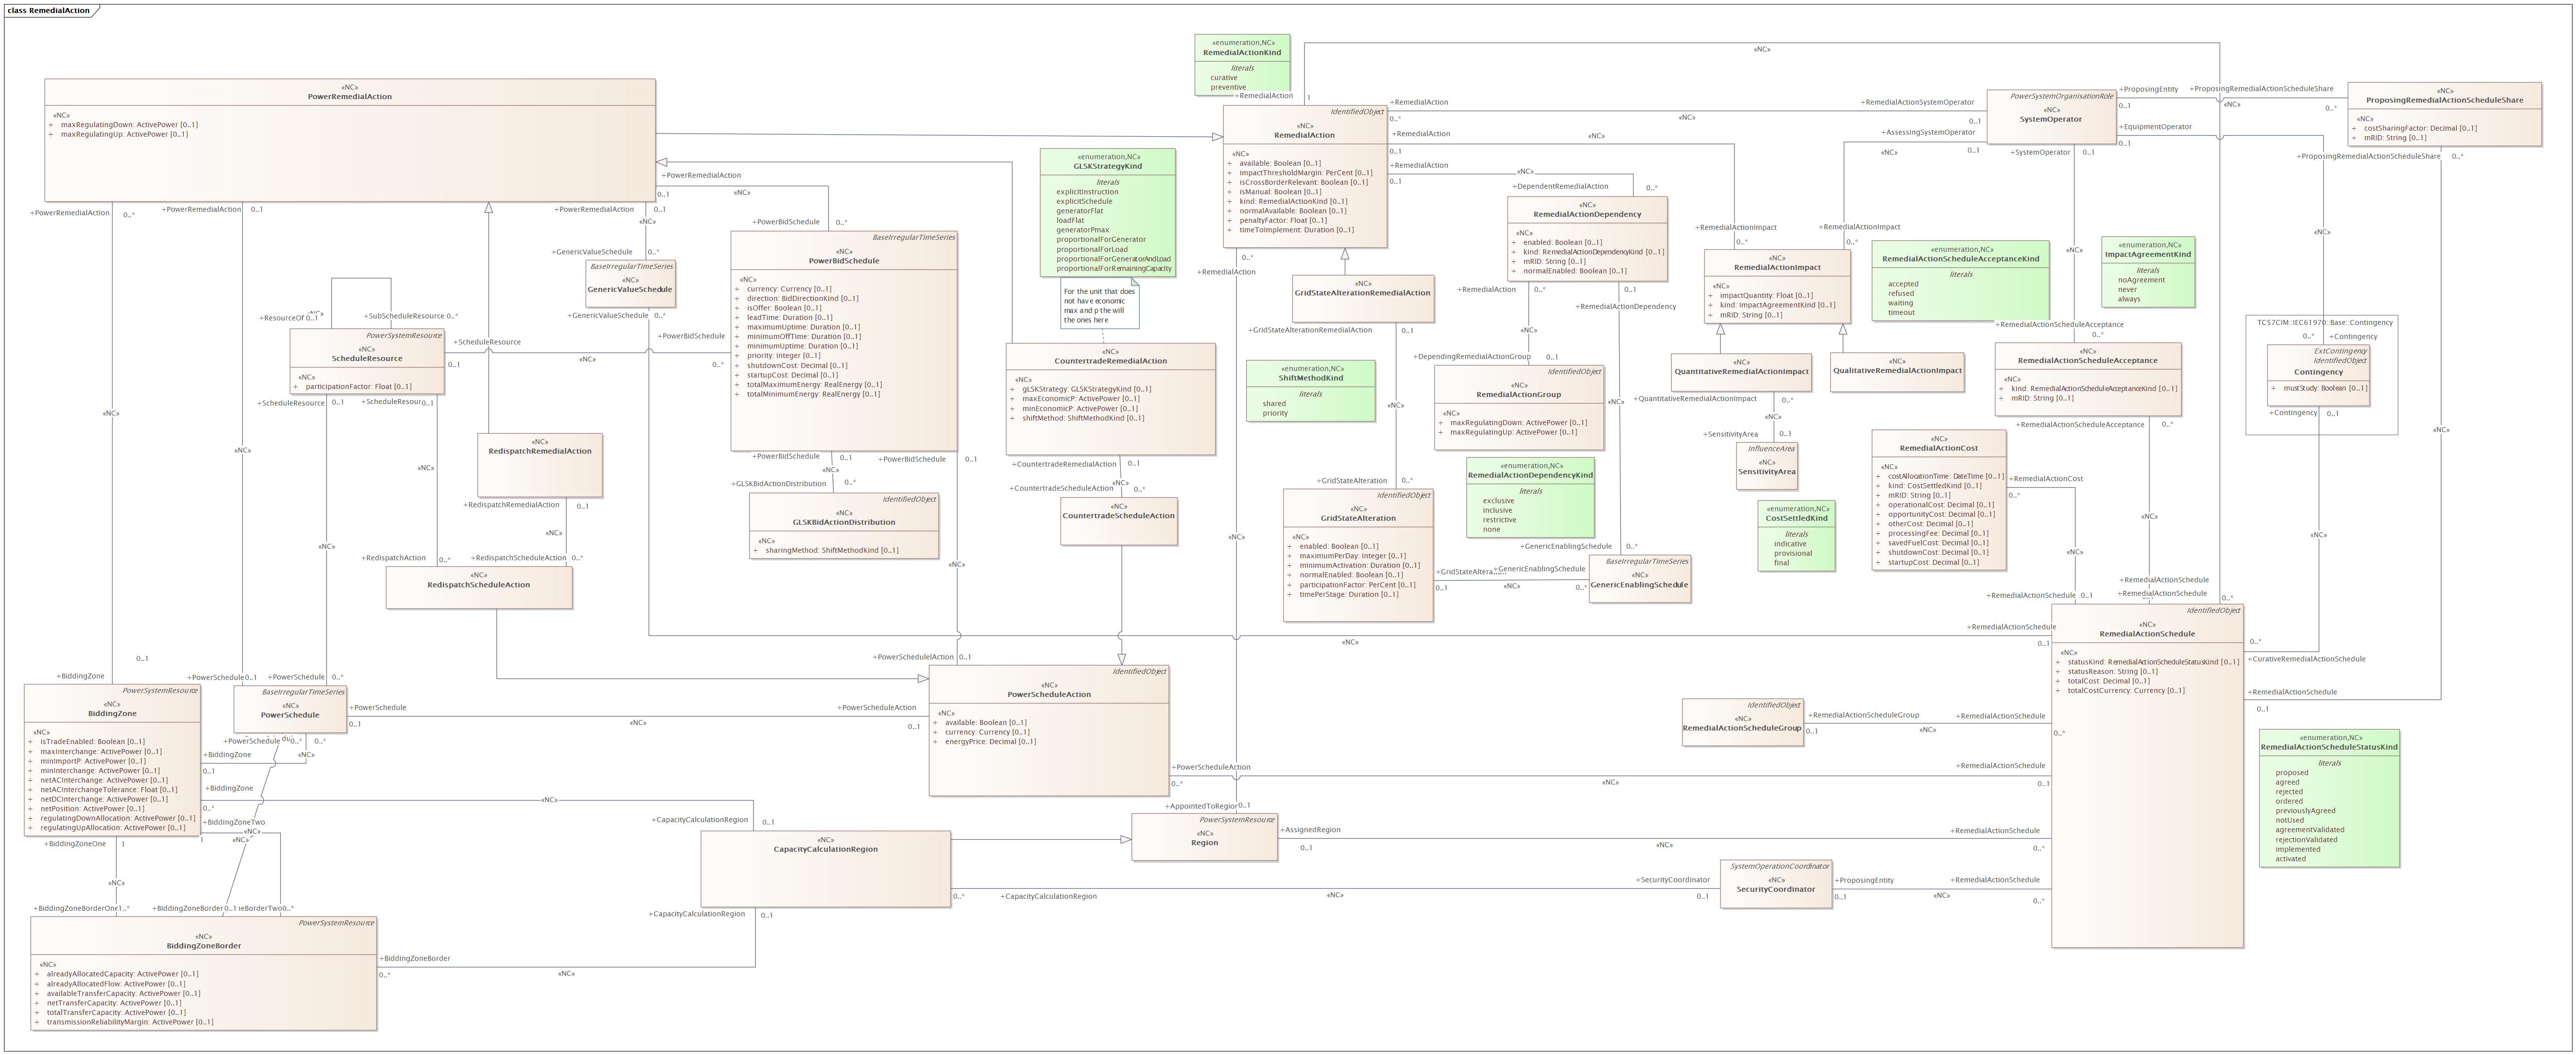 class RemedialAction
«enumeration,NC»
RemedialActionKind
literals
curative
preventive
«NC»
PowerRemedialAction
«NC»
+ maxRegulatingDown: ActivePower [0..1]
+ maxRegulatingUp: ActivePower [0..1]
+RemedialAction
1
«NC»
IdentifiedObject
«NC»
RemedialAction
«NC»
+ available: Boolean [0..1]
+ impactThresholdMargin: PerCent [0..1]
+ isCrossBorderRelevant: Boolean [0..1]
+ isManual: Boolean [0..1]
+ kind: RemedialActionKind [0..1]
+ normalAvailable: Boolean [0..1]
+ penaltyFactor: Float [0..1]
+ timeToImplement: Duration [0..1]
+RemedialAction
0..*
«NC»
+RemedialActionSystemOperator
0..1
+RemedialAction
0..1
«NC»
+RemedialAction
0..1
«NC»
+AssessingSystemOperator
0..1
«NC»
PowerSystemOrganisationRole
«NC»
SystemOperator
+ProposingEntity
0..1
+ProposingRemedialActionScheduleShare
«NC»
0..*
+EquipmentOperator
0..1
+SystemOperator
0..1
«NC»
ProposingRemedialActionScheduleShare
«NC»
+ costSharingFactor: Decimal [0..1]
+ mRID: String [0..1]
+ProposingRemedialActionScheduleShare
0..*
«enumeration,NC»
GLSKStrategyKind
literals
explicitInstruction
explicitSchedule
generatorFlat
loadFlat
generatorPmax
proportionalForGenerator
proportionalForLoad
proportionalForGeneratorAndLoad
proportionalForRemainingCapacity
For the unit that does
not have economic
max and p the will
the ones here
+DependentRemedialAction
0..*
«NC»
RemedialActionDependency
«NC»
+ enabled: Boolean [0..1]
+ kind: RemedialActionDependencyKind [0..1]
+ mRID: String [0..1]
+ normalEnabled: Boolean [0..1]
+RemedialAction
0..*
0..1
+RemedialActionDependency
+RemedialActionImpact
0..*
+RemedialActionImpact
0..*
«NC»
RemedialActionImpact
«NC»
+ impactQuantity: Float [0..1]
+ kind: ImpactAgreementKind [0..1]
+ mRID: String [0..1]
«enumeration,NC»
RemedialActionScheduleAcceptanceKind
literals
accepted
refused
waiting
timeout
«enumeration,NC»
ImpactAgreementKind
literals
noAgreement
never
always
«NC»
«NC»
+PowerRemedialAction
0..*
+PowerRemedialAction
0..1
+PowerRemedialAction
0..1
«NC»
+PowerRemedialAction
0..1
«NC»
+GenericValueSchedule
0..*
BaseIrregularTimeSeries
«NC»
GenericValueSchedule
+GenericValueSchedule
0..*
+PowerBidSchedule
0..*
BaseIrregularTimeSeries
«NC»
PowerBidSchedule
«NC»
+ currency: Currency [0..1]
+ direction: BidDirectionKind [0..1]
+ isOffer: Boolean [0..1]
+ leadTime: Duration [0..1]
+ maximumUptime: Duration [0..1]
+ minimumOffTime: Duration [0..1]
+ minimumUptime: Duration [0..1]
+ priority: Integer [0..1]
+ shutdownCost: Decimal [0..1]
+ startupCost: Decimal [0..1]
+ totalMaximumEnergy: RealEnergy [0..1]
+ totalMinimumEnergy: RealEnergy [0..1]
+ResourceOf 0..1
+SubScheduleResource 0..*
PowerSystemResource
«NC»
ScheduleResource
«NC»
+ participationFactor: Float [0..1]
+ScheduleResource
0..1
«NC»
+PowerBidSchedule
0..*
+ScheduleResource
0..1
0..1
+RemedialAction
0..*
«NC»
GridStateAlterationRemedialAction
+GridStateAlterationRemedialAction
0..1
«NC»
«NC»
CountertradeRemedialAction
«NC»
+ gLSKStrategy: GLSKStrategyKind [0..1]
+ maxEconomicP: ActivePower [0..1]
+ minEconomicP: ActivePower [0..1]
+ shiftMethod: ShiftMethodKind [0..1]
«enumeration,NC»
ShiftMethodKind
literals
shared
priority
«NC»
+DependingRemedialActionGroup
0..1
IdentifiedObject
«NC»
RemedialActionGroup
«NC»
+ maxRegulatingDown: ActivePower [0..1]
+ maxRegulatingUp: ActivePower [0..1]
«NC»
«NC»
QuantitativeRemedialActionImpact
+QuantitativeRemedialActionImpact
0..*
«NC»
+SensitivityArea
0..1
InfluenceArea
«NC»
SensitivityArea
«NC»
QualitativeRemedialActionImpact
+RemedialActionScheduleAcceptance
0..*
«NC»
RemedialActionScheduleAcceptance
«NC»
+ kind: RemedialActionScheduleAcceptanceKind [0..1]
+ mRID: String [0..1]
+RemedialActionScheduleAcceptance
0..*
TC57CIM::IEC61970::Base::Contingency
0..*
+Contingency
ExtContingency
IdentifiedObject
Contingency
+ mustStudy: Boolean [0..1]
+Contingency
0..1
«NC»
«NC»
RedispatchRemedialAction
+RedispatchRemedialAction
0..1
«NC»
+RedispatchAction
0..*
+RedispatchScheduleAction
0..*
«NC»
RedispatchScheduleAction
+PowerBidSchedule
0..1
+PowerBidSchedule
0..1
«NC»
+GLSKBidActionDistribution
0..*
IdentifiedObject
«NC»
GLSKBidActionDistribution
«NC»
+ sharingMethod: ShiftMethodKind [0..1]
+CountertradeRemedialAction
0..1
«NC»
+CountertradeScheduleAction
0..*
«NC»
CountertradeScheduleAction
+GridStateAlteration
0..*
IdentifiedObject
«NC»
GridStateAlteration
«NC»
+ enabled: Boolean [0..1]
+ maximumPerDay: Integer [0..1]
+ minimumActivation: Duration [0..1]
+ normalEnabled: Boolean [0..1]
+ participationFactor: PerCent [0..1]
+ timePerStage: Duration [0..1]
0..1
«NC»
+GenericEnablingSchedule
0..*
«enumeration,NC»
RemedialActionDependencyKind
literals
exclusive
inclusive
restrictive
none
+GenericEnablingSchedule
0..*
BaseIrregularTimeSeries
«NC»
GenericEnablingSchedule
«enumeration,NC»
CostSettledKind
literals
indicative
provisional
final
«NC»
RemedialActionCost
«NC»
+ costAllocationTime: DateTime [0..1]
+ kind: CostSettledKind [0..1]
+ mRID: String [0..1]
+ operationalCost: Decimal [0..1]
+ opportunityCost: Decimal [0..1]
+ otherCost: Decimal [0..1]
+ processingFee: Decimal [0..1]
+ savedFuelCost: Decimal [0..1]
+ shutdownCost: Decimal [0..1]
+ startupCost: Decimal [0..1]
+RemedialActionCost
0..*
«NC»
«NC»
«NC»
+RemedialActionSchedule
+RemedialActionSchedule 0..1
+RemedialActionSchedule
0..*
IdentifiedObject
«NC»
RemedialActionSchedule
«NC»
+ statusKind: RemedialActionScheduleStatusKind [0..1]
+ statusReason: String [0..1]
+ totalCost: Decimal [0..1]
+ totalCostCurrency: Currency [0..1]
«NC»
+RemedialActionSchedule
0..1
0..*
+CurativeRemedialActionSchedule
+RemedialActionSchedule
0..1
0..1
+BiddingZone
PowerSystemResource
«NC»
BiddingZone
«NC»
+ isTradeEnabled: Boolean [0..1]
+ maxInterchange: ActivePower [0..1]
+ minImportP: ActivePower [0..1]
+ minInterchange: ActivePower [0..1]
+ netACInterchange: ActivePower [0..1]
+ netACInterchangeTolerance: Float [0..1]
+ netDCInterchange: ActivePower [0..1]
+ netPosition: ActivePower [0..1]
+ regulatingDownAllocation: ActivePower [0..1]
+ regulatingUpAllocation: ActivePower [0..1]
+PowerSchedule0..1
+PowerSchedule
0..*
BaseIrregularTimeSeries
«NC»
PowerSchedule
+PowerSchedule
0..1
«NC»
+PowerScheduleAction
0..1
+PowerSchedule
0..*
0..*
«NC»
+BiddingZone
0..1
+BiddingZone
0..*
«NC»
+BiddingZoneTwo
1
«NC»
«NC»
+BiddingZoneOne
1
«NC»
+PowerSchedulelAction
0..1
IdentifiedObject
«NC»
PowerScheduleAction
«NC»
+ available: Boolean [0..1]
+ currency: Currency [0..1]
+ energyPrice: Decimal [0..1]
+PowerScheduleAction
0..*
«NC»
+RemedialActionSchedule
0..1
IdentifiedObject
«NC»
RemedialActionScheduleGroup
+RemedialActionScheduleGroup
0..1
«NC»
+RemedialActionSchedule
0..*
«enumeration,NC»
RemedialActionScheduleStatusKind
literals
proposed
agreed
rejected
ordered
previouslyAgreed
notUsed
agreementValidated
rejectionValidated
implemented
activated
+AppointedToRegion
0..1
PowerSystemResource
«NC»
Region
+AssignedRegion
0..1
«NC»
+RemedialActionSchedule
0..*
+CapacityCalculationRegion
0..1
«NC»
CapacityCalculationRegion
0..*
+CapacityCalculationRegion
«NC»
+SecurityCoordinator
0..1
SystemOperationCoordinator
«NC»
SecurityCoordinator
+ProposingEntity
0..1
«NC»
+RemedialActionSchedule
0..*
+CapacityCalculationRegion
0..1
+BiddingZoneBorder
0..*
«NC»
PowerSystemResource
«NC»
BiddingZoneBorder
«NC»
+ alreadyAllocatedCapacity: ActivePower [0..1]
+ alreadyAllocatedFlow: ActivePower [0..1]
+ availableTransferCapacity: ActivePower [0..1]
+ netTransferCapacity: ActivePower [0..1]
+ totalTransferCapacity: ActivePower [0..1]
+ transmissionReliabilityMargin: ActivePower [0..1]